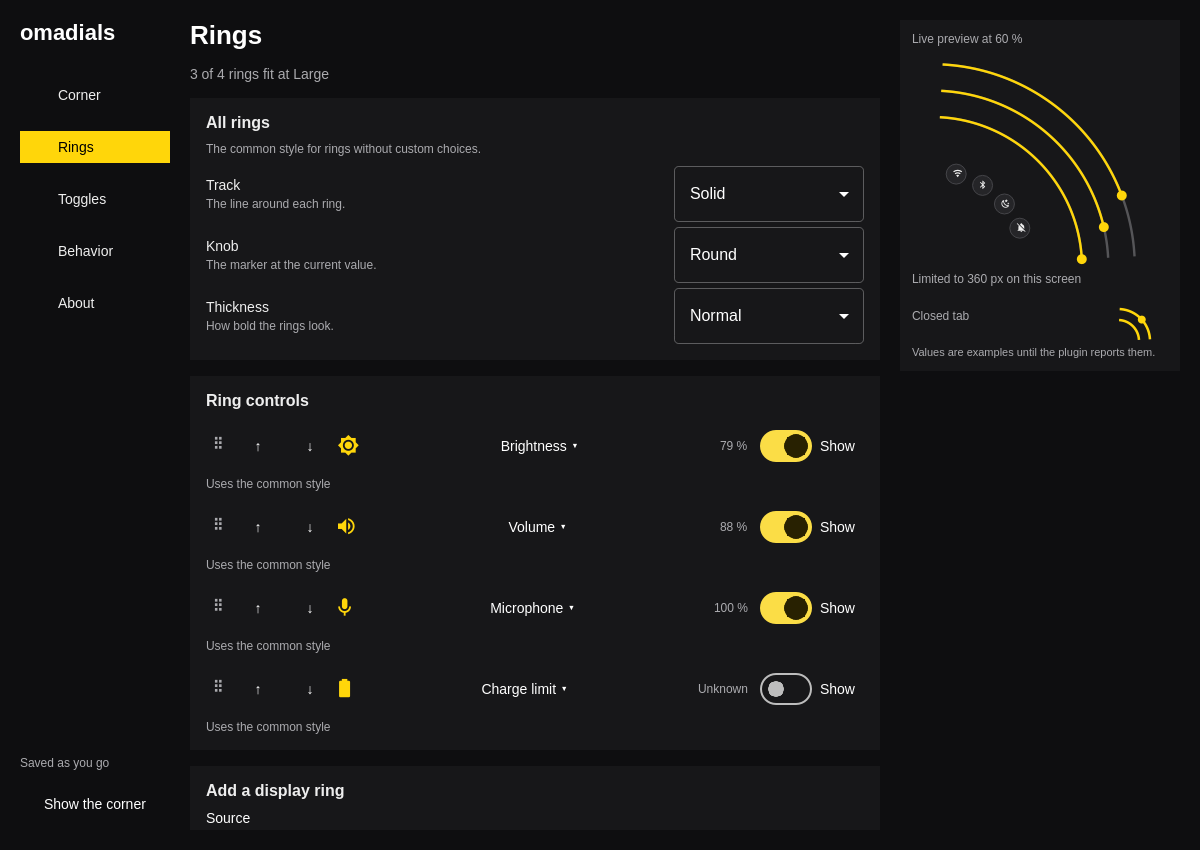 omadials
Corner
Rings
Toggles
Behavior
About
Saved as you go
Show the corner
Rings
3 of 4 rings fit at Large
All rings
The common style for rings without custom choices.
Track
The line around each ring.
Solid
Knob
The marker at the current value.
Round
Thickness
How bold the rings look.
Normal
Ring controls
↑ ↓ Brightness ▾ 79 % Show
Uses the common style
↑ ↓ Volume ▾ 88 % Show
Uses the common style
↑ ↓ Microphone ▾ 100 % Show
Uses the common style
↑ ↓ Charge limit ▾ Unknown Show
Uses the common style
Add a display ring
Source
Live preview at 60 %
Limited to 360 px on this screen
Closed tab
Values are examples until the plugin reports them.